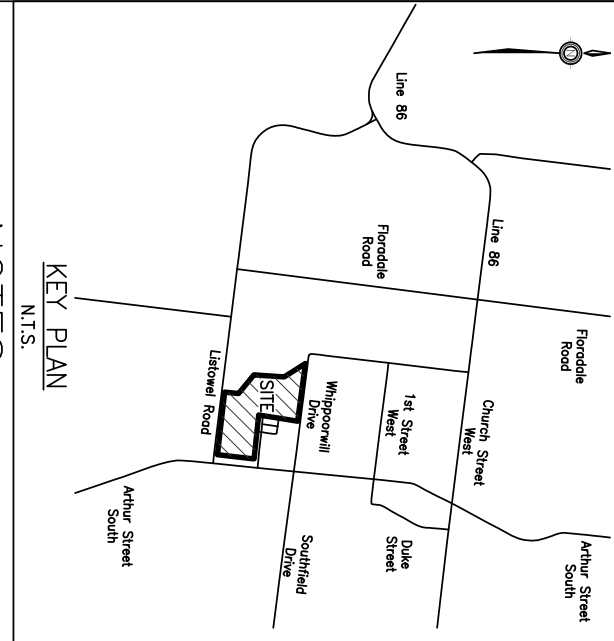 N
Line 86
Line 86
Floradale
Road
Floradale
Road
Church Street
West
1st Street
West
Whippoorwill
Drive
Duke
Street
Arthur Street
South
SITE
Listowel Road
Southfield
Drive
Arthur Street
South
KEY PLAN
N.T.S.